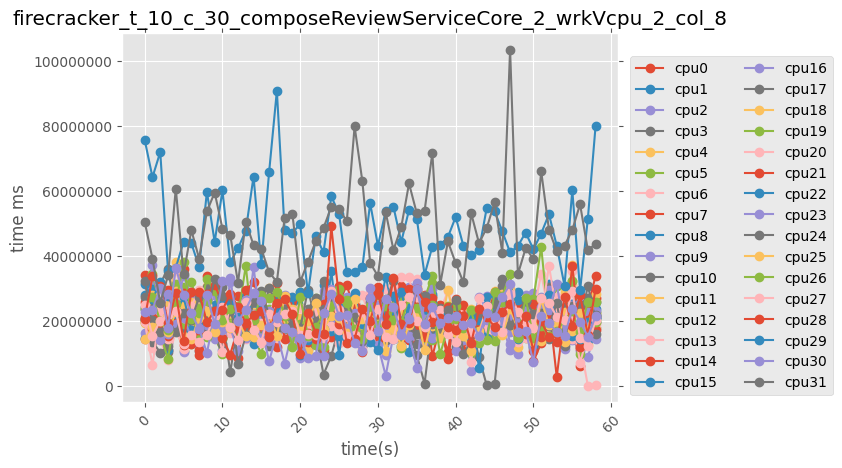 firecracker_t_10_c_30_composeReviewServiceCore_2_wrkVcpu_2_col_8
time ms
100000000
80000000
60000000
40000000
20000000
0
0
10
20
30
40
50
60
time(s)
cpu0
cpu1
cpu2
cpu3
cpu4
cpu5
cpu6
cpu7
cpu8
cpu9
cpu10
cpu11
cpu12
cpu13
cpu14
cpu15
cpu16
cpu17
cpu18
cpu19
cpu20
cpu21
cpu22
cpu23
cpu24
cpu25
cpu26
cpu27
cpu28
cpu29
cpu30
cpu31